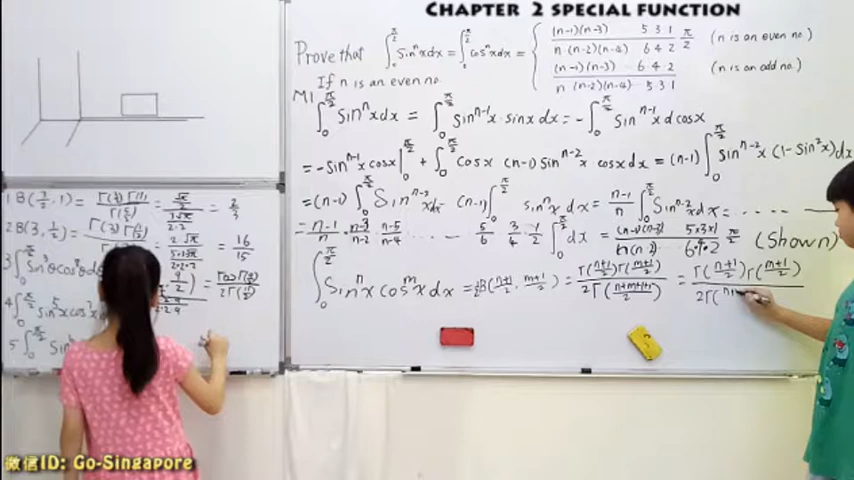 CHAPTER 2 SPECIAL FUNCTION
Prove that ∫₀^{π/2} sinⁿx dx = ∫₀^{π/2} cosⁿx dx = { (n-1)(n-3) 5 3 1 / n(n-2)(n-4) 6 4 2 π/2 (n is an even no)
(n-1)(n-3) 6·4·2 / n(n-2)(n-4) 5·3·1 (n is an odd no.)
If n is an even no.
M1 ∫₀^{π/2} sinⁿx dx = ∫₀^{π/2} sinⁿ⁻¹x · sinx dx = -∫₀^{π/2} sinⁿ⁻¹x d cosx
= -sinⁿ⁻¹x cosx |₀^{π/2} + ∫₀^{π/2} cosx (n-1) sinⁿ⁻²x cosx dx = (n-1) ∫₀^{π/2} sinⁿ⁻²x (1-sin²x) dx
= (n-1) ∫₀^{π/2} sinⁿ⁻²x dx - (n-1) ∫₀^{π/2} sinⁿx dx = n-1/n ∫₀^{π/2} sinⁿ⁻²x dx = ....
= n-1/n · n-3/n-2 · n-5/n-4 ...... 5/6 · 3/4 · 1/2 ∫₀^{π/2} dx = (n-1)(n-3) 5×3×1 / n(n-2) 6·4·2 π/2 (Shown)
∫₀^{π/2} sinⁿx cosᵐx dx = ½B(n+1/2, m+1/2) = Γ(n+1/2)Γ(m+1/2) / 2Γ(n+m+1+1/2) = Γ(n+1/2)Γ(m+1/2) / 2Γ(n+
1 B(3/2, 1) = Γ(3/2)Γ(1) / Γ(5/2) = = 2/3
2 B(3, ½) = = 16/15
3 ∫₀^{π/2} sin³θcos
4 ∫₀^{π/2} sin⁵x cos
5 ∫₀^{π/2}
微信ID: Go-Singapore